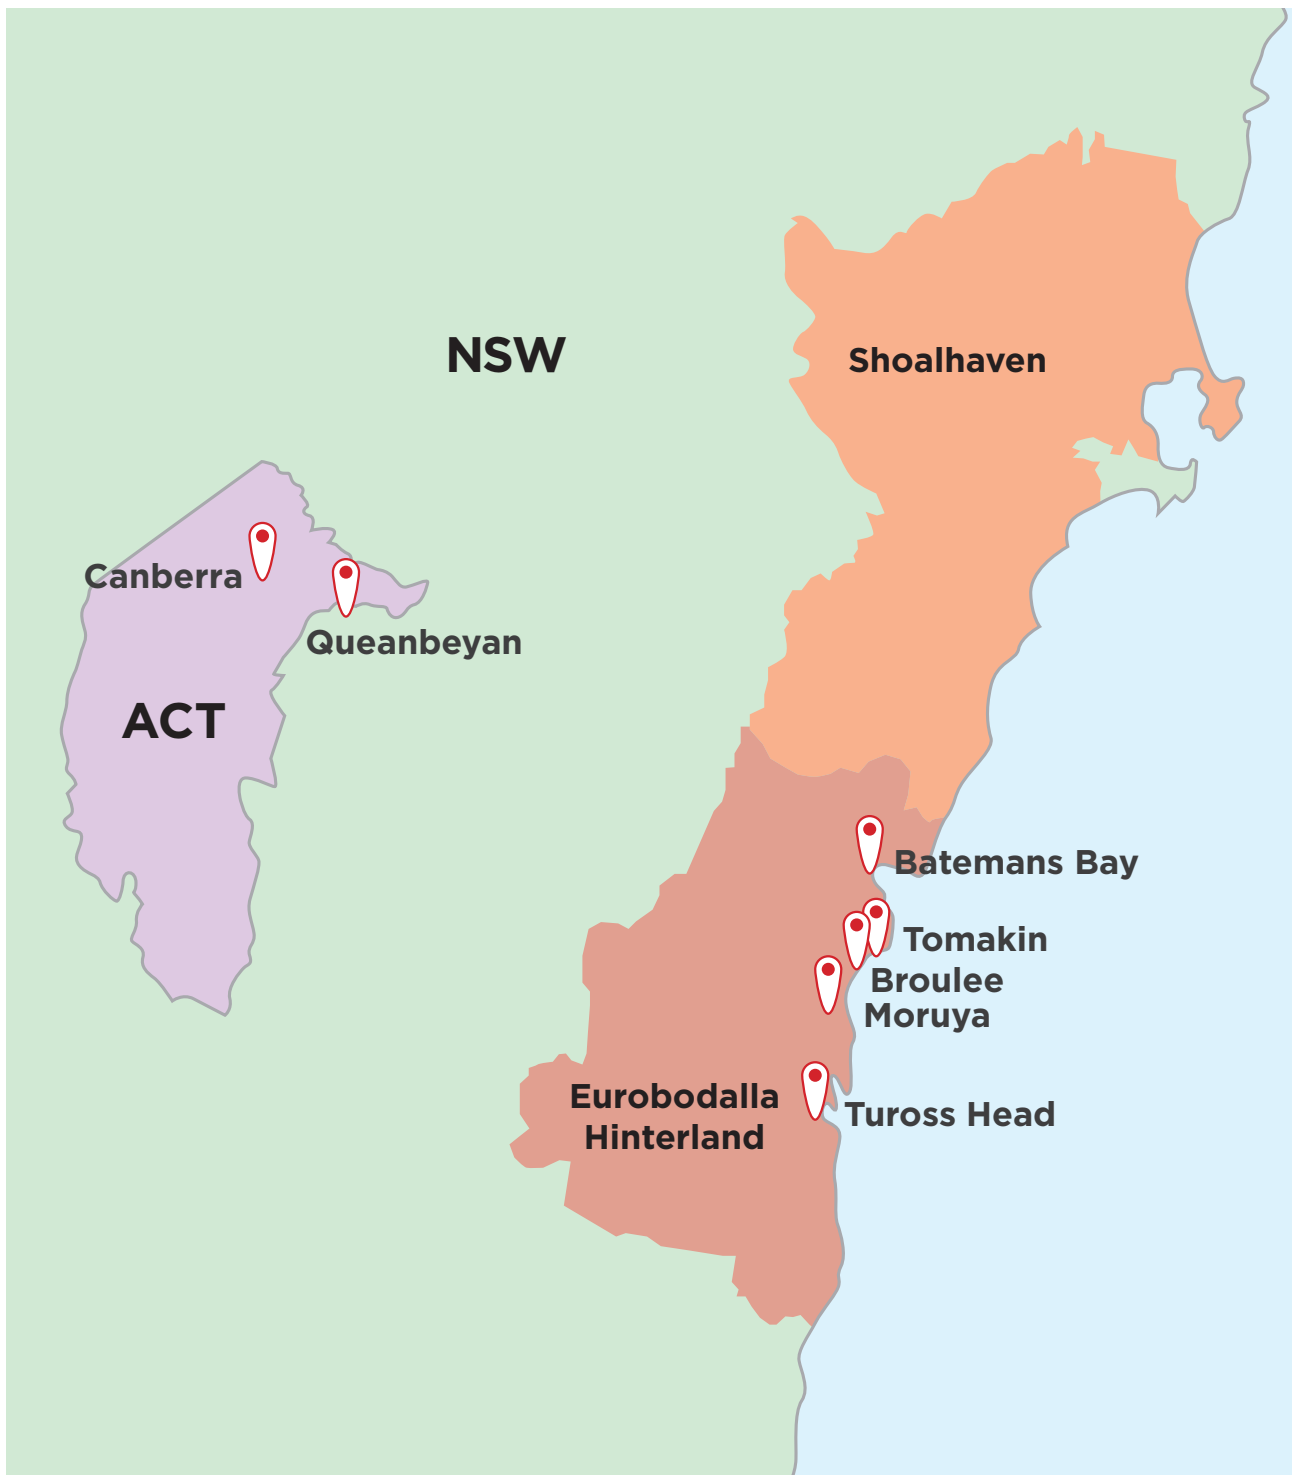 NSW
Shoalhaven
Canberra
Queanbeyan
ACT
Batemans Bay
Tomakin
Broulee
Moruya
Eurobodalla
Hinterland
Tuross Head